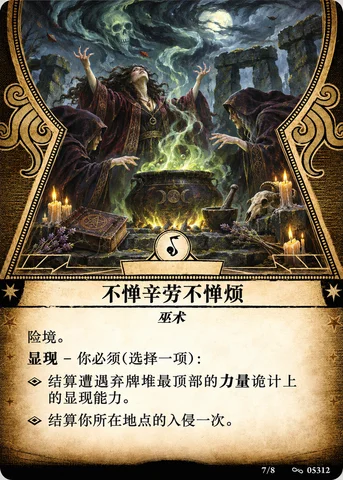 不惮辛劳不惮烦
巫术
险境。
显现 – 你必须(选择一项)：
结算遭遇弃牌堆最顶部的力量诡计上
的显现能力。
结算你所在地点的入侵一次。
7/8 05312